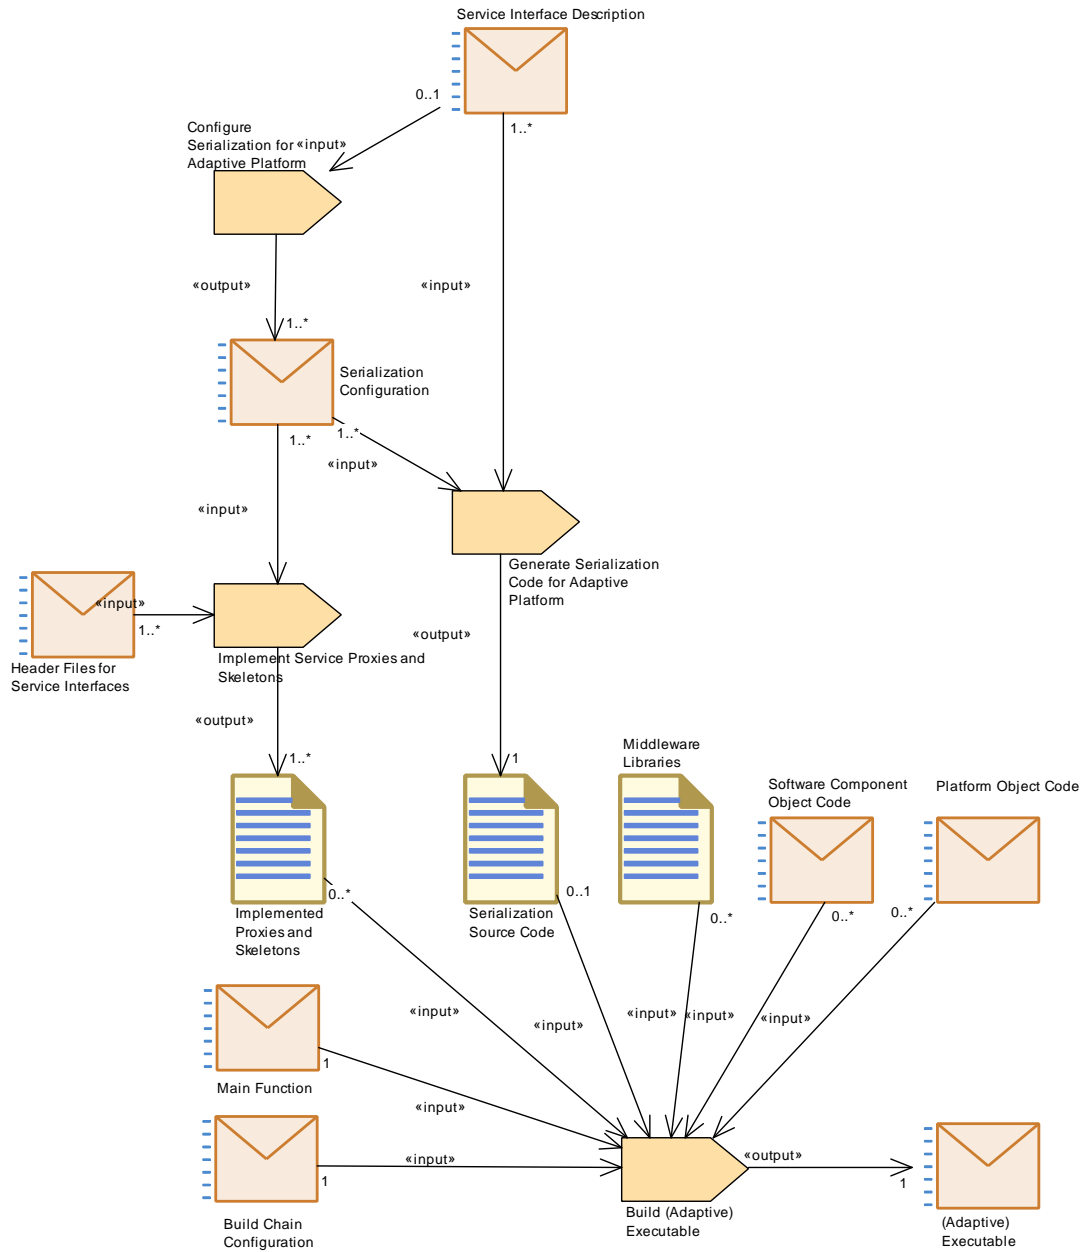 Service Interface Description
0..1
1..*
Configure
Serialization for
Adaptive Platform
«input»
«output»
«input»
1..*
Serialization
Configuration
1..*
1..*
«input»
«input»
Generate Serialization
Code for Adaptive
Platform
«input»
1..*
Header Files for
Service Interfaces
Implement Service Proxies and
Skeletons
«output»
«output»
1..*
1
Middleware
Libraries
Software Component
Object Code
Platform Object Code
0..*
0..1
0..*
0..*
0..*
Implemented
Proxies and
Skeletons
Serialization
Source Code
«input»
«input»
«input»
«input»
«input»
1
Main Function
«input»
«input»
1
«output»
1
Build Chain
Configuration
Build (Adaptive)
Executable
(Adaptive)
Executable